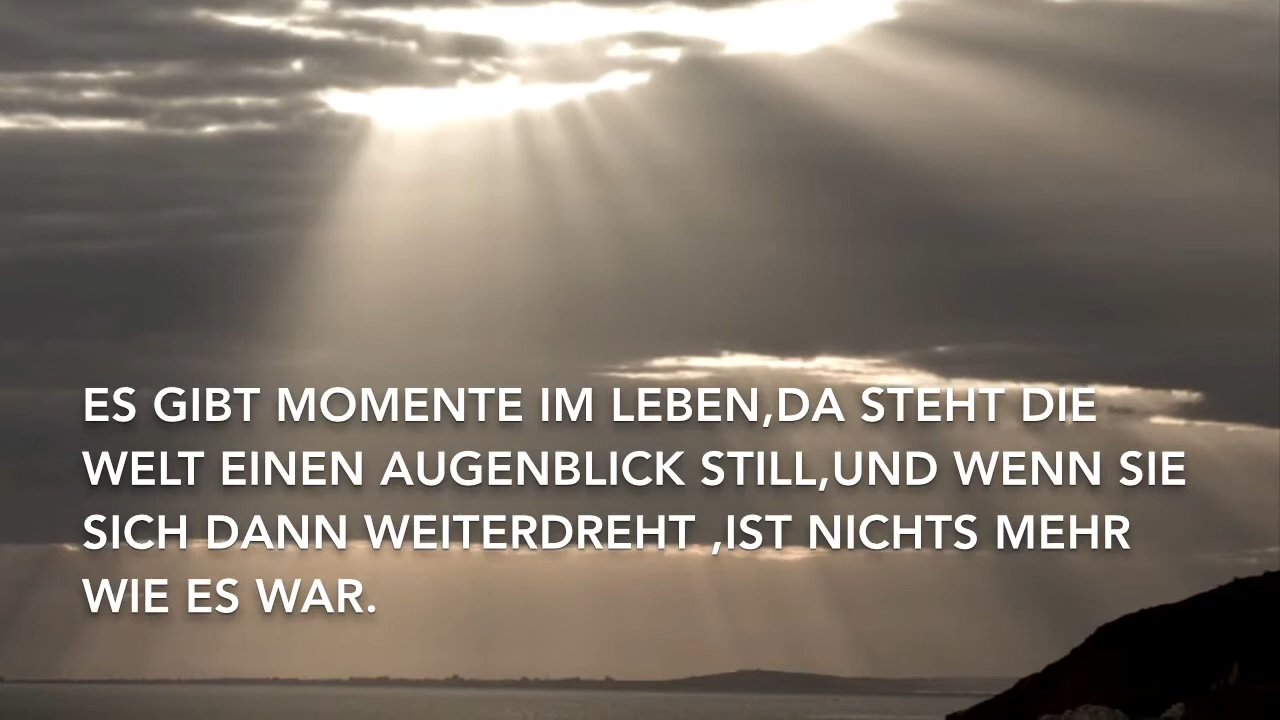 ES GIBT MOMENTE IM LEBEN,DA STEHT DIE
WELT EINEN AUGENBLICK STILL,UND WENN SIE
SICH DANN WEITERDREHT ,IST NICHTS MEHR
WIE ES WAR.